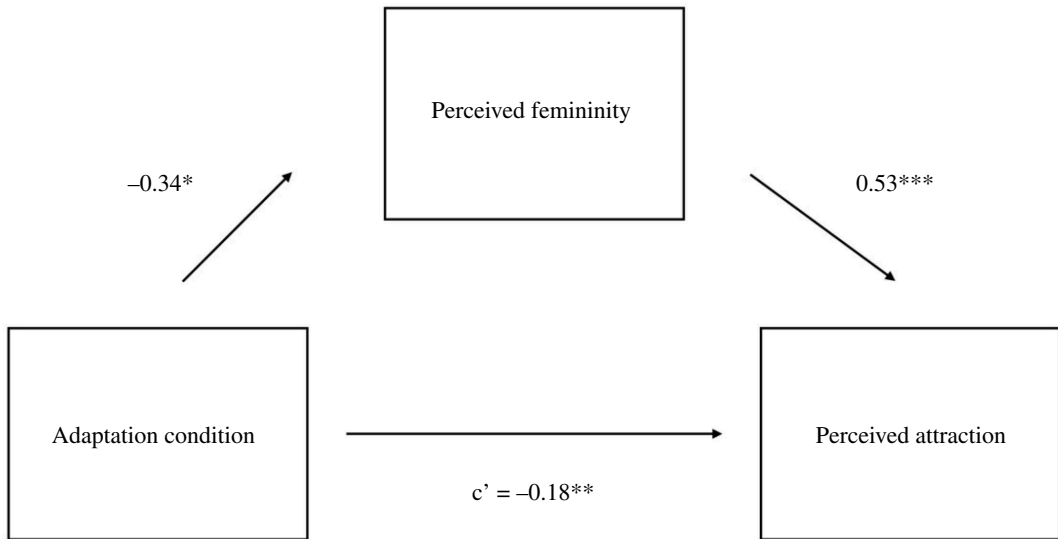 Perceived femininity
–0.34*
0.53***
Adaptation condition
Perceived attraction
c’ = –0.18**